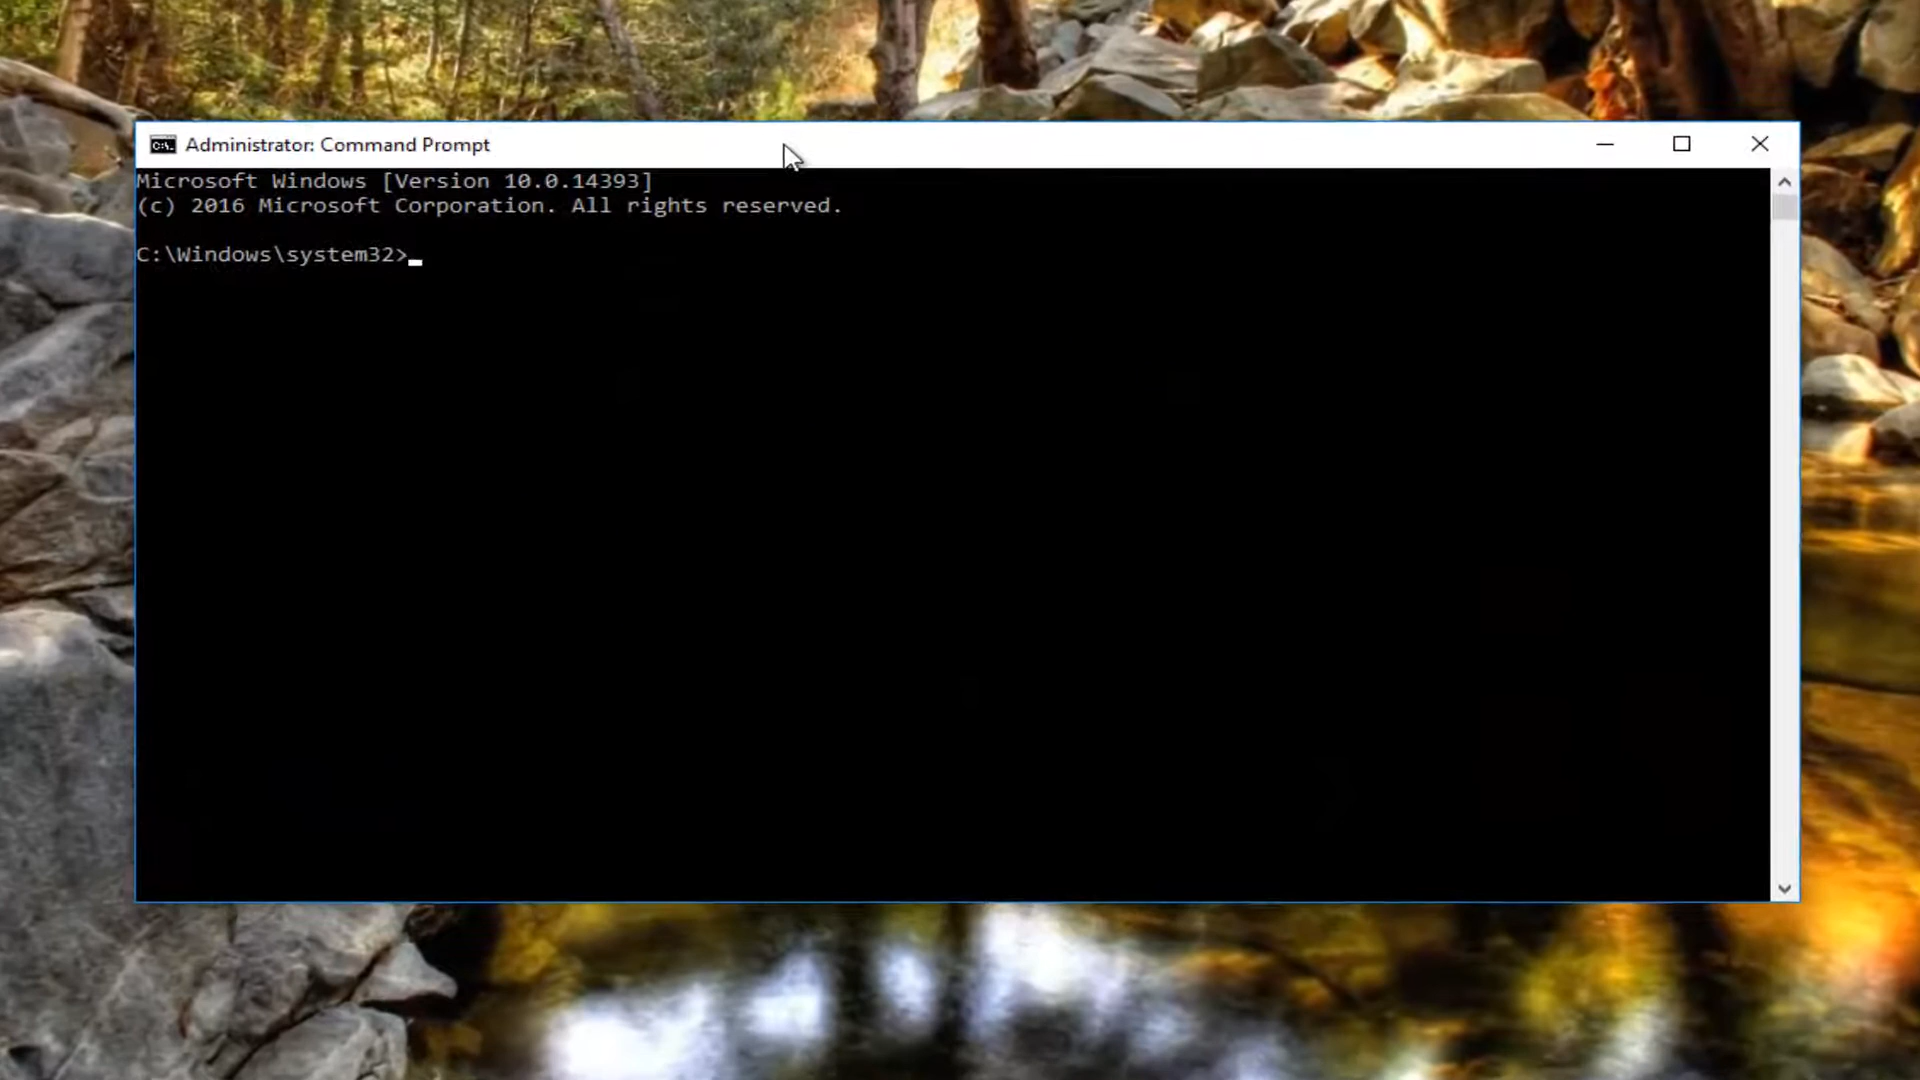 Administrator: Command Prompt
Microsoft Windows [Version 10.0.14393]
(c) 2016 Microsoft Corporation. All rights reserved.
C:\Windows\system32>